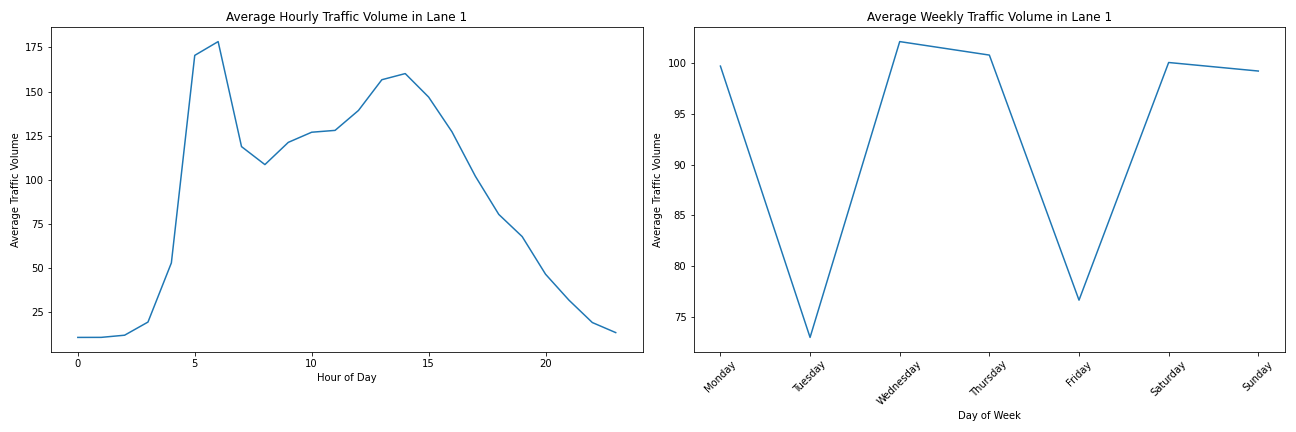 Average Hourly Traffic Volume in Lane 1
Average Traffic Volume
175
150
125
100
75
50
25
0 5 10 15 20
Hour of Day
Average Weekly Traffic Volume in Lane 1
Average Traffic Volume
100
95
90
85
80
75
Monday Tuesday Wednesday Thursday Friday Saturday Sunday
Day of Week